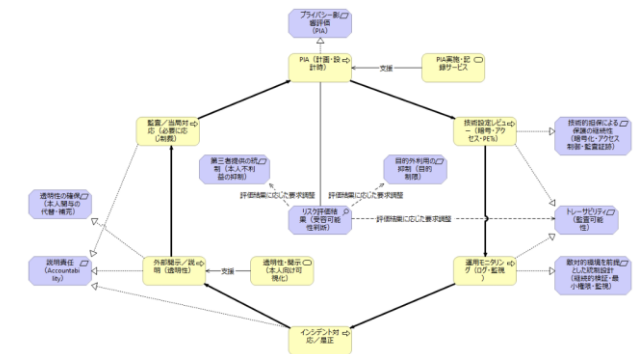 プライバシー影
響評価
(PIA)
PIA(計画・設
計時)
支援
PIA実施・記
録サービス
監査/当局対
応(必要に応
じ制裁)
技術設定レビュ
ー(暗号・アク
セス・PETs)
技術的担保による
保護の継続性
(暗号化・アクセス
制御・監査証跡)
第三者提供の統
制(本人不利
益の抑制)
目的外利用の
抑制(目的
制限)
評価結果に応じた要求調整
評価結果に応じた要求調整
透明性の確保
(本人関与の
代替・補完)
リスク評価結
果(受容可能
性判断)
評価結果に応じた要求調整
トレーサビリティ
(監査可能
性)
説明責任
(Accountabi
lity)
外部開示/説
明(透明性)
支援
透明性・開示
(本人向け可
視化)
運用モニタリン
グ(ログ・監視
)
敵対的環境を前提
とした統制設計
(継続的検証・最
小権限・監視)
インシデント対
応/是正